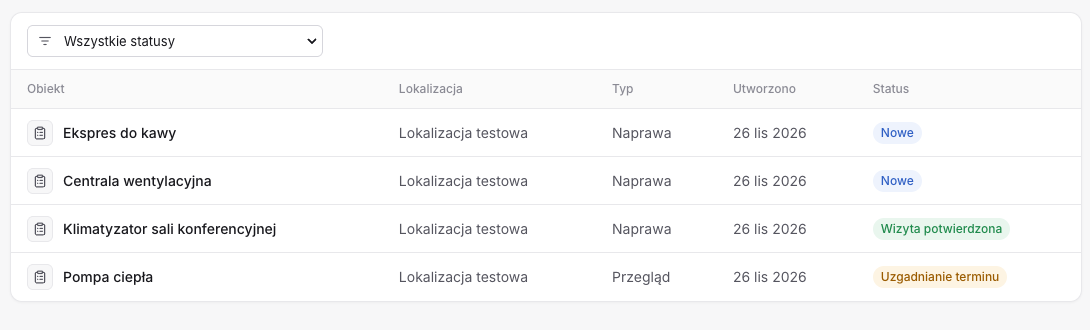 Wszystkie statusy
Obiekt Lokalizacja Typ Utworzono Status
Ekspres do kawy Lokalizacja testowa Naprawa 26 lis 2026 Nowe
Centrala wentylacyjna Lokalizacja testowa Naprawa 26 lis 2026 Nowe
Klimatyzator sali konferencyjnej Lokalizacja testowa Naprawa 26 lis 2026 Wizyta potwierdzona
Pompa ciepła Lokalizacja testowa Przegląd 26 lis 2026 Uzgadnianie terminu